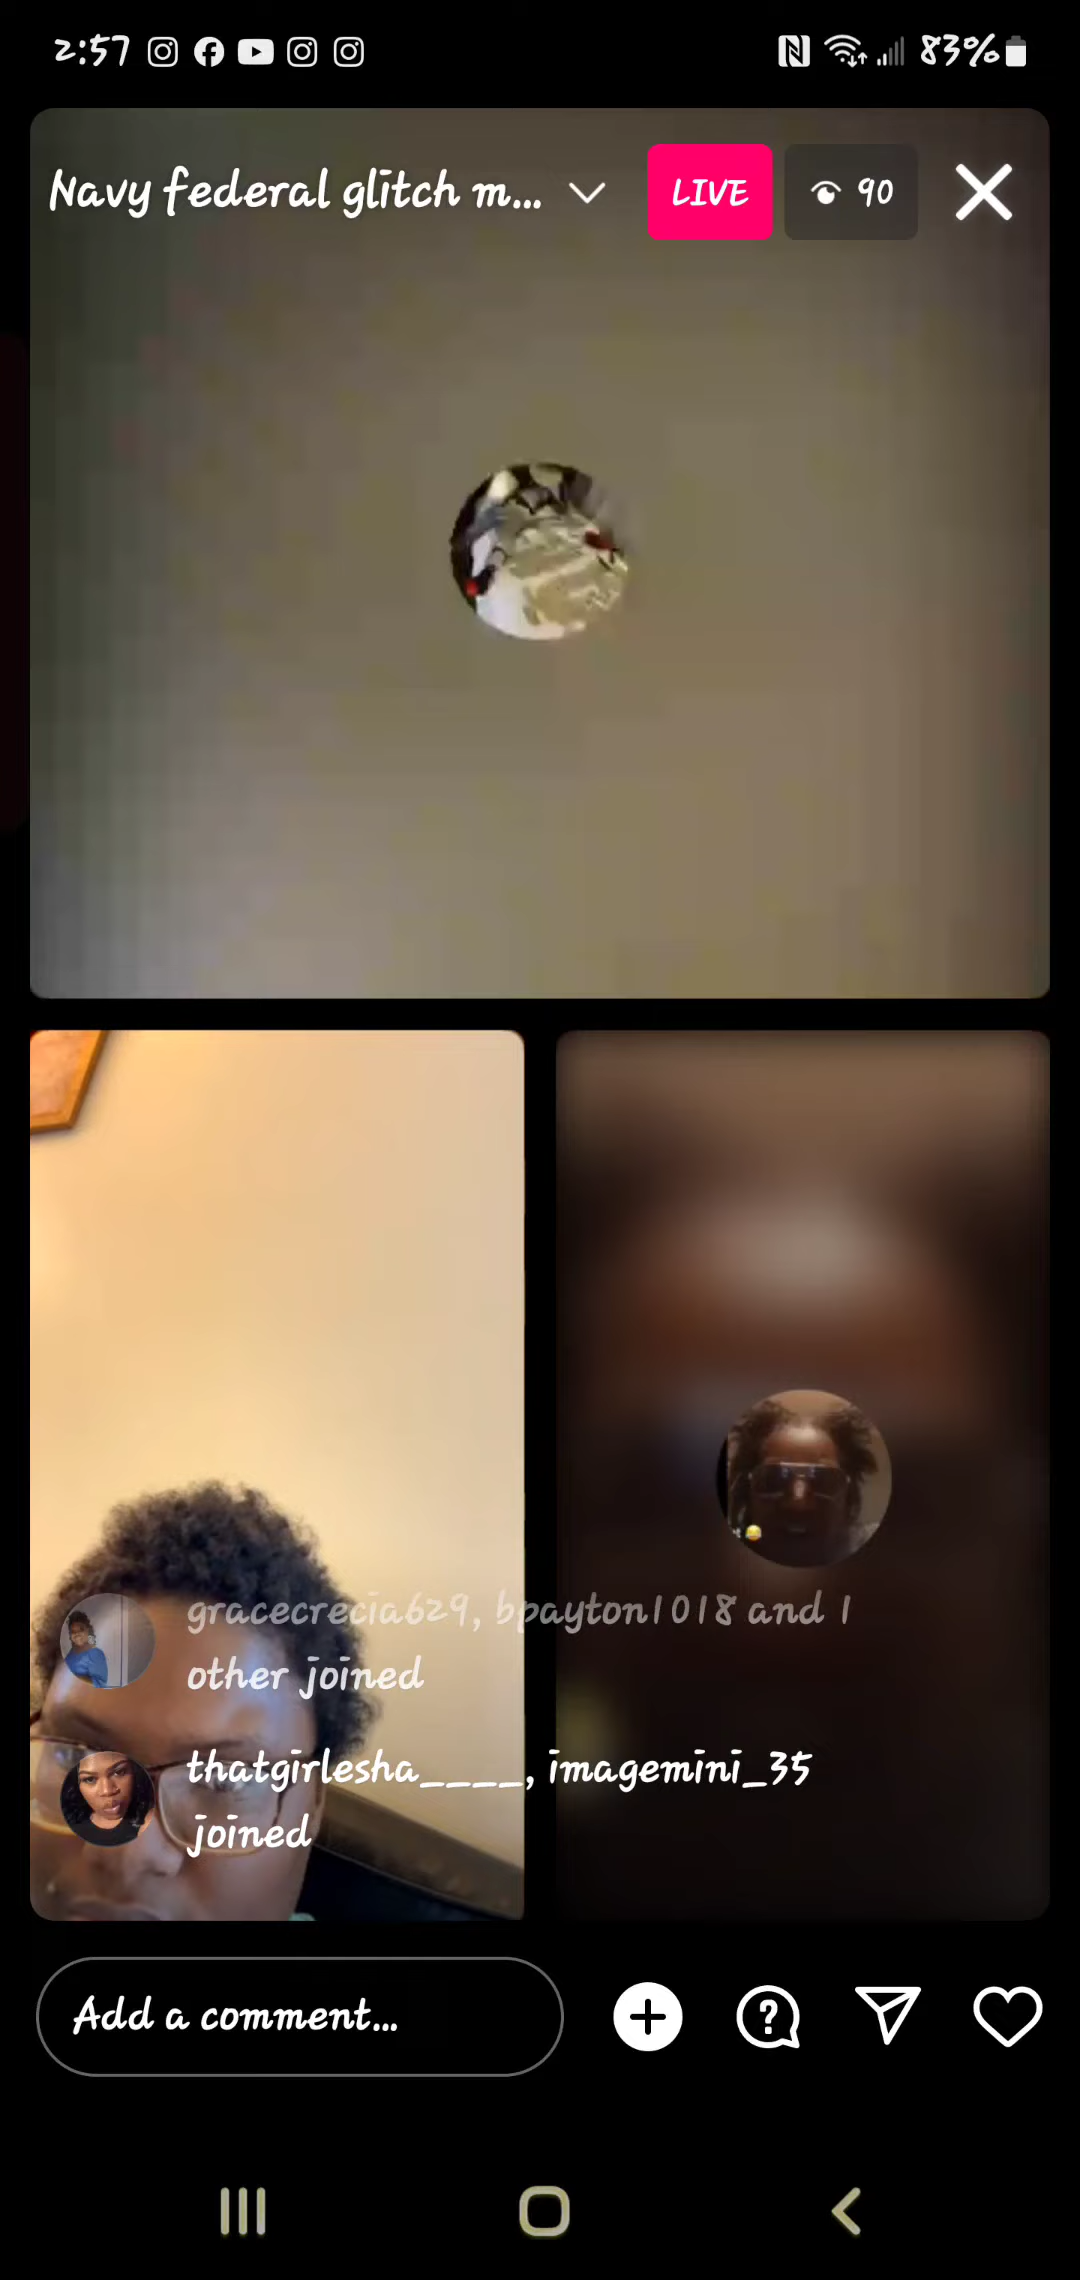 2:57
83%
Navy federal glitch m...
LIVE
90
gracecrecia629, bpayton1018 and 1
other joined
thatgirlesha____, imagemini_35
joined
Add a comment...